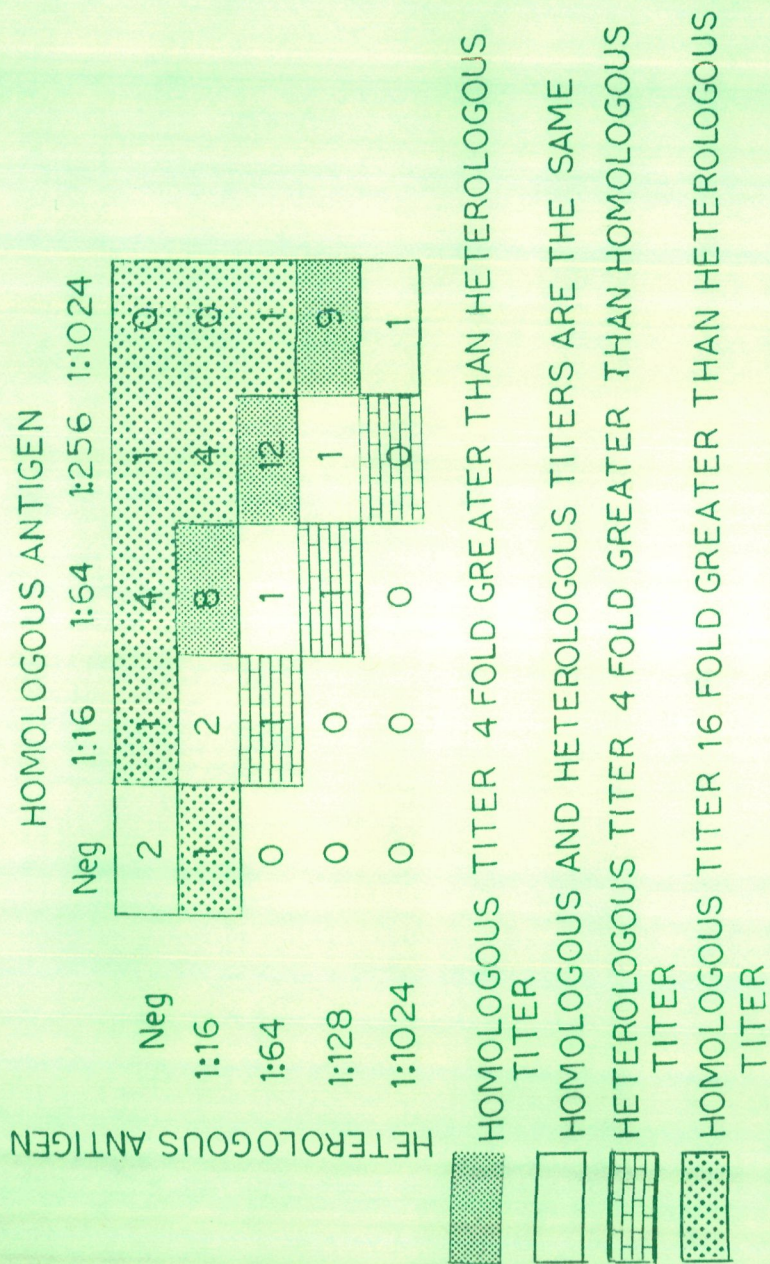 HOMOLOGOUS ANTIGEN
Neg 1:16 1:64 1:256 1:1024
HETEROLOGOUS ANTIGEN
Neg 2 1 4 1 0
1:16 1 2 8 4 0
1:64 0 1 1 12 1
1:128 0 0 1 1 9
1:1024 0 0 0 0 1
HOMOLOGOUS TITER 4 FOLD GREATER THAN HETEROLOGOUS
TITER
HOMOLOGOUS AND HETEROLOGOUS TITERS ARE THE SAME
HETEROLOGOUS TITER 4 FOLD GREATER THAN HOMOLOGOUS
TITER
HOMOLOGOUS TITER 16 FOLD GREATER THAN HETEROLOGOUS
TITER